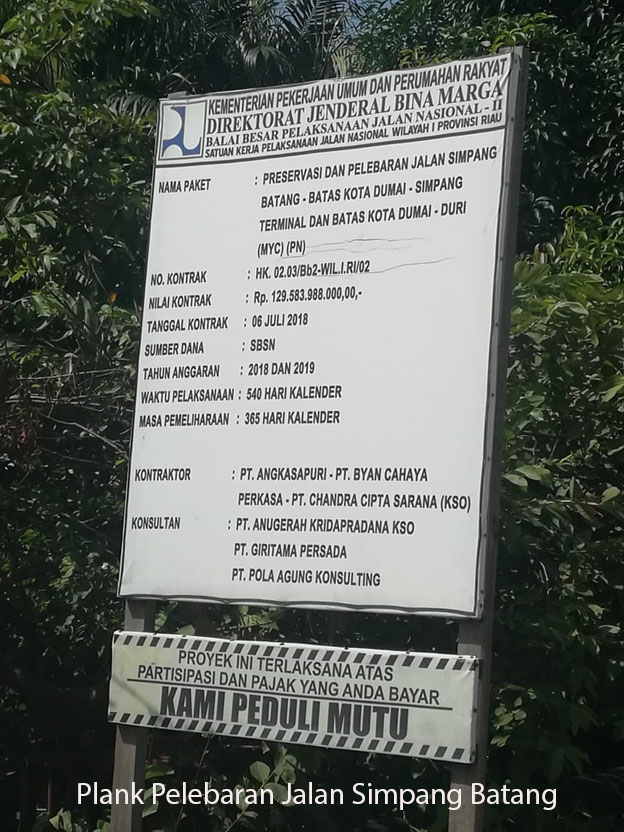 KEMENTERIAN PEKERJAAN UMUM DAN PERUMAHAN RAKYAT
DIREKTORAT JENDERAL BINA MARGA
BALAI BESAR PELAKSANAAN JALAN NASIONAL - II
SATUAN KERJA PELAKSANAAN JALAN NASIONAL WILAYAH I PROVINSI RIAU
NAMA PAKET : PRESERVASI DAN PELEBARAN JALAN SIMPANG
BATANG - BATAS KOTA DUMAI - SIMPANG
TERMINAL DAN BATAS KOTA DUMAI - DURI
(MYC) (PN)
NO. KONTRAK : HK. 02.03/Bb2-WIL.I.RI/02
NILAI KONTRAK : Rp. 129.583.988.000,00,-
TANGGAL KONTRAK : 06 JULI 2018
SUMBER DANA : SBSN
TAHUN ANGGARAN : 2018 DAN 2019
WAKTU PELAKSANAAN : 540 HARI KALENDER
MASA PEMELIHARAAN : 365 HARI KALENDER
KONTRAKTOR : PT. ANGKASAPURI - PT. BYAN CAHAYA
PERKASA - PT. CHANDRA CIPTA SARANA (KSO)
KONSULTAN : PT. ANUGERAH KRIDAPRADANA KSO
PT. GIRITAMA PERSADA
PT. POLA AGUNG KONSULTING
PROYEK INI TERLAKSANA ATAS
PARTISIPASI DAN PAJAK YANG ANDA BAYAR
KAMI PEDULI MUTU
Plank Pelebaran Jalan Simpang Batang